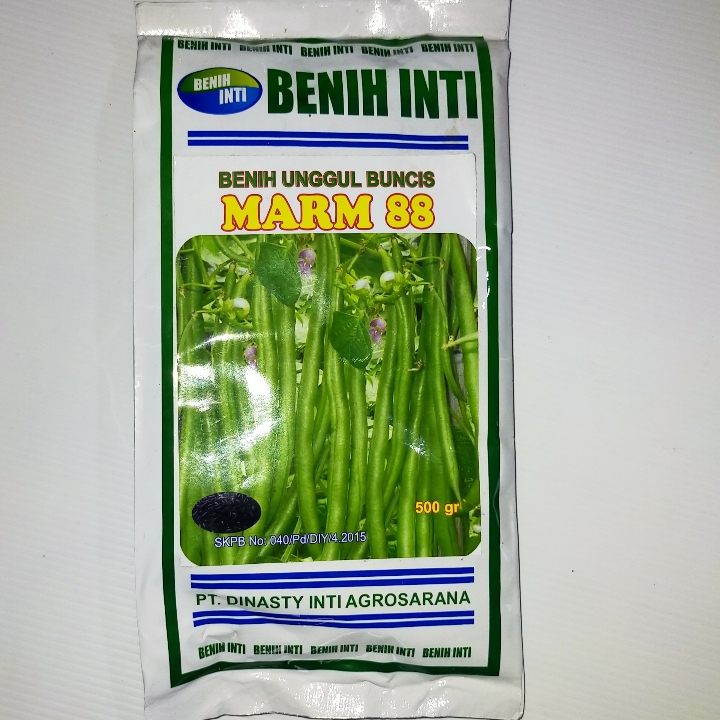 BENIH INTI BENIH INTI BENIH INTI BENIH INTI BENIH INTI
BENIH INTI
BENIH INTI
BENIH UNGGUL BUNCIS
MARM 88
500 gr
SKPB No: 040/Pd/DIY/4.2015
PT. DINASTY INTI AGROSARANA
BENIH INTI BENIH INTI BENIH INTI BENIH INTI BENIH INTI